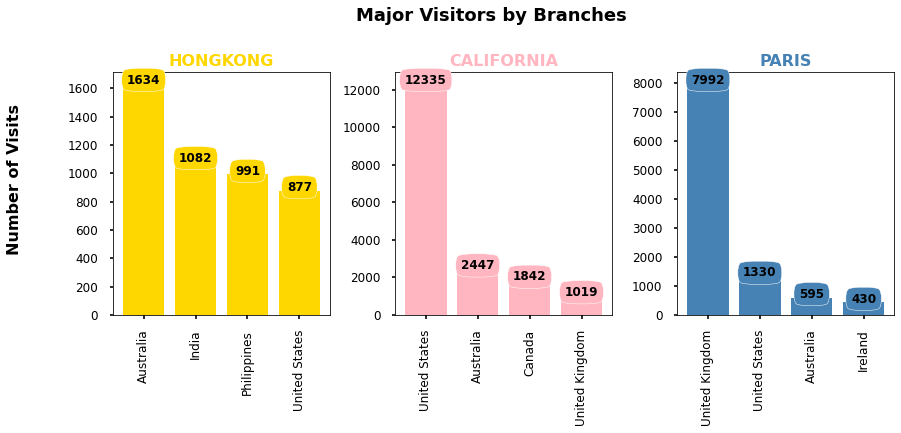 Major Visitors by Branches
Number of Visits
HONGKONG
1600
1400
1200
1000
800
600
400
200
0
1634
1082
991
877
Australia
India
Philippines
United States
CALIFORNIA
12000
10000
8000
6000
4000
2000
0
12335
2447
1842
1019
United States
Australia
Canada
United Kingdom
PARIS
8000
7000
6000
5000
4000
3000
2000
1000
0
7992
1330
595
430
United Kingdom
United States
Australia
Ireland